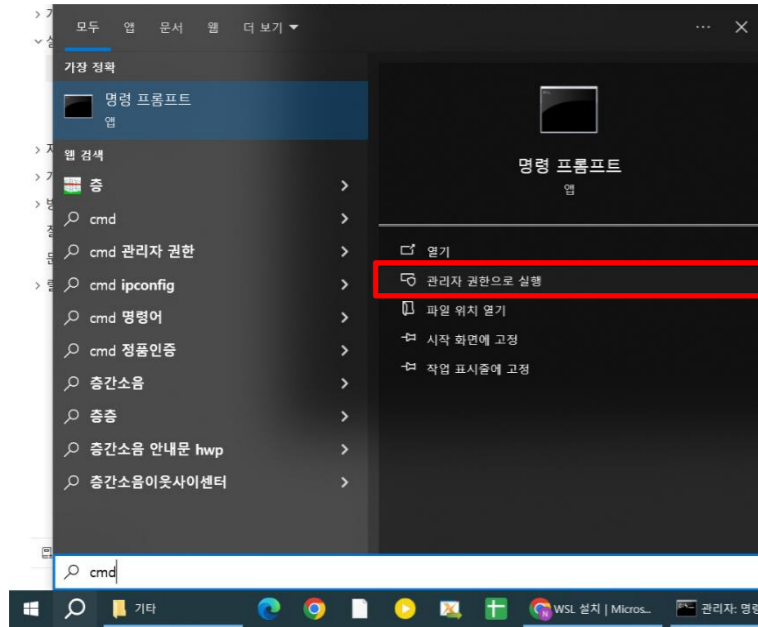 모두 앱 문서 웹 더 보기
가장 정확
명령 프롬프트
앱
웹 검색
층
cmd
cmd 관리자 권한
cmd ipconfig
cmd 명령어
cmd 정품인증
층간소음
층층
층간소음 안내문 hwp
층간소음이웃사이센터
명령 프롬프트
앱
열기
관리자 권한으로 실행
파일 위치 열기
시작 화면에 고정
작업 표시줄에 고정
cmd
기타
WSL 설치 | Micros...
관리자: 명령